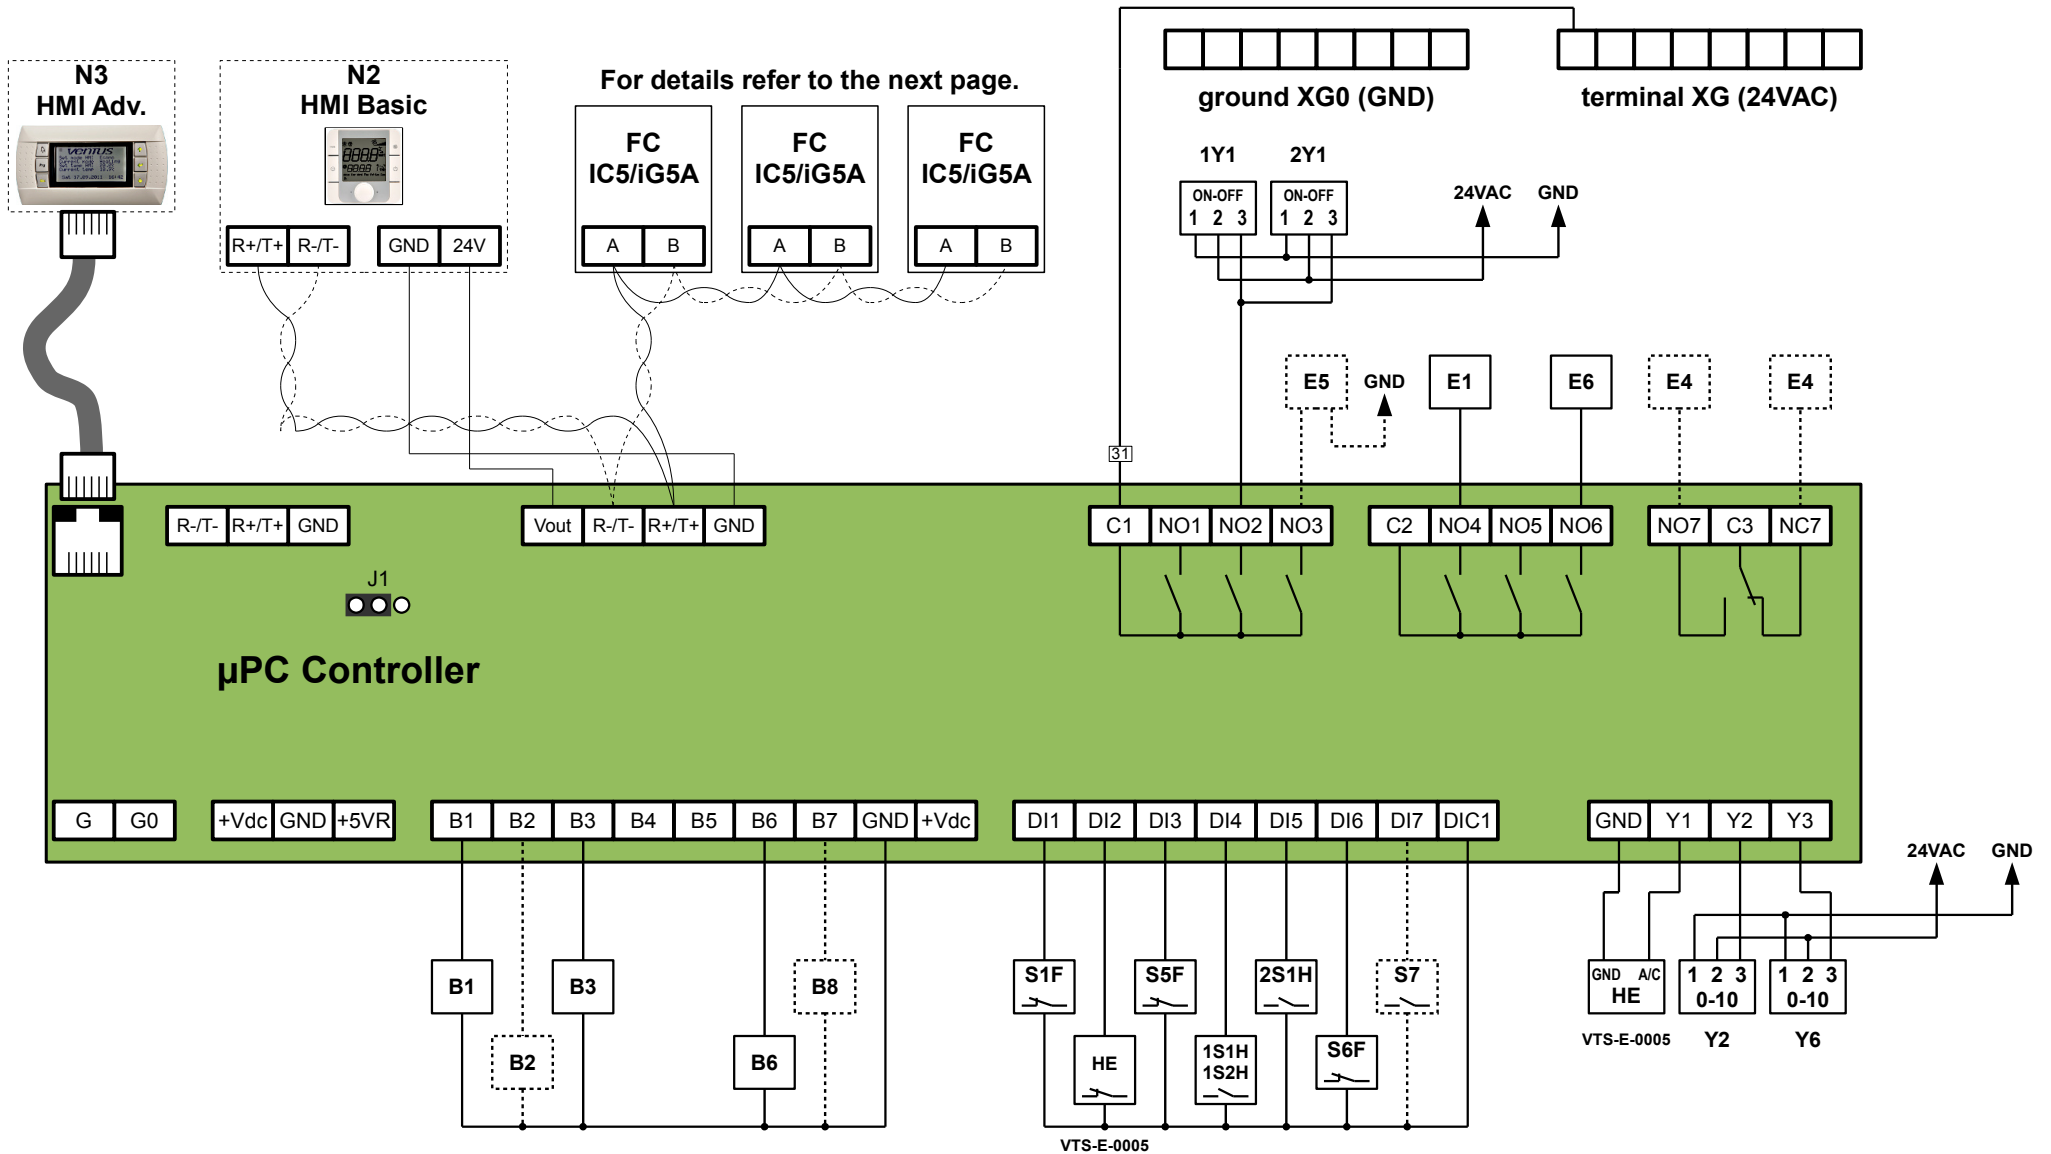 N3
HMI Adv.
VENTUS
N2
HMI Basic
For details refer to the next page.
FC
IC5/iG5A
FC
IC5/iG5A
FC
IC5/iG5A
ground XG0 (GND)
terminal XG (24VAC)
1Y1
2Y1
ON-OFF
1 2 3
ON-OFF
1 2 3
24VAC
GND
R+/T+ R-/T-
GND 24V
A B
A B
A B
E5
GND
E1
E6
E4
E4
31
R-/T- R+/T+ GND
Vout R-/T- R+/T+ GND
C1 NO1 NO2 NO3
C2 NO4 NO5 NO6
NO7 C3 NC7
J1
µPC Controller
G G0
+Vdc GND +5VR
B1 B2 B3 B4 B5 B6 B7 GND +Vdc
DI1 DI2 DI3 DI4 DI5 DI6 DI7 DIC1
GND Y1 Y2 Y3
24VAC
GND
B1
B3
B8
S1F
S5F
2S1H
S7
GND A/C
HE
1 2 3
0-10
1 2 3
0-10
B2
B6
HE
1S1H
1S2H
S6F
VTS-E-0005
Y2
Y6
VTS-E-0005